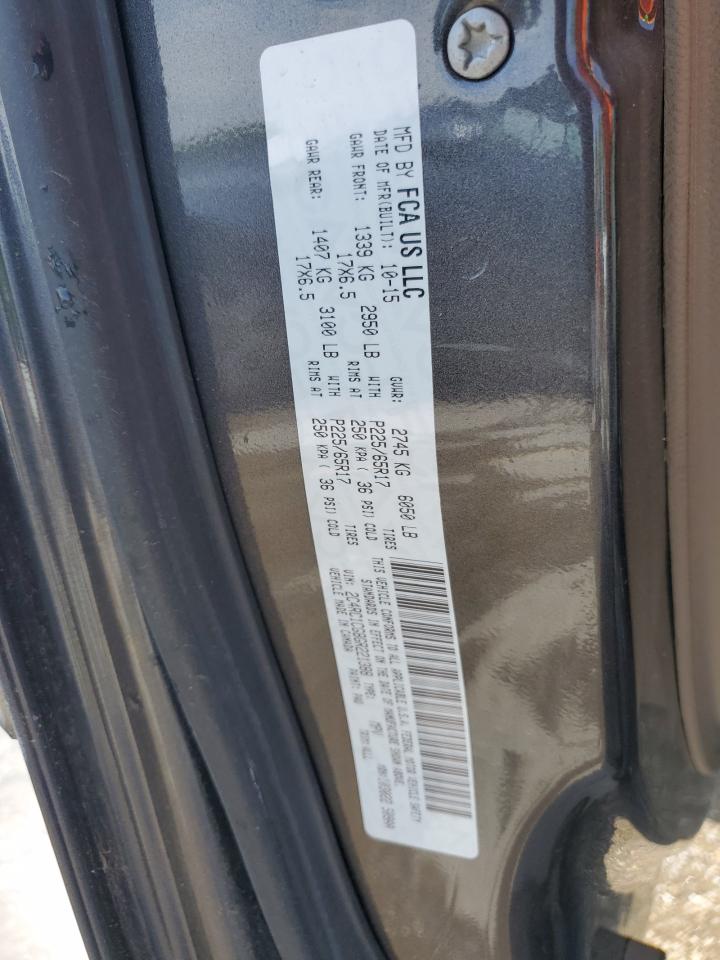 MFD BY FCA US LLC
DATE OF MFR(BUILT): 10-15 GVWR: 2745 KG 6050 LB
GAWR FRONT: 1339 KG 2950 LB WITH P225/65R17 TIRES
17X6.5 RIMS AT 250 KPA ( 36 PSI) COLD
GAWR REAR: 1407 KG 3100 LB WITH P225/65R17 TIRES
17X6.5 RIMS AT 250 KPA ( 36 PSI) COLD
THIS VEHICLE CONFORMS TO ALL APPLICABLE U.S.A. FEDERAL MOTOR VEHICLE SAFETY
STANDARDS IN EFFECT ON THE DATE OF MANUFACTURE SHOWN ABOVE.
VIN: TYPE: MPV
VEHICLE MADE IN CANADA PAINT: